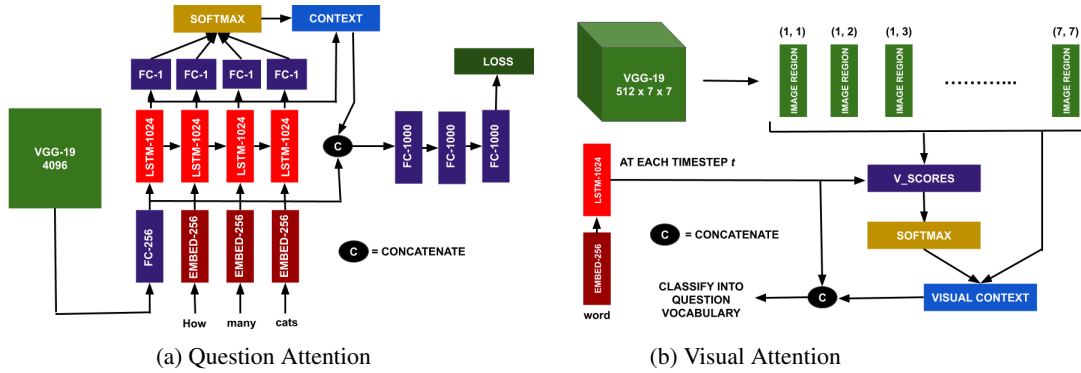 SOFTMAX
CONTEXT
FC-1
FC-1
FC-1
FC-1
LOSS
VGG-19
4096
LSTM-1024
LSTM-1024
LSTM-1024
LSTM-1024
C
FC-1000
FC-1000
FC-1000
FC-256
EMBED-256
EMBED-256
EMBED-256
C = CONCATENATE
How many cats
(a) Question Attention
VGG-19
512 x 7 x 7
(1, 1) (1, 2) (1, 3) (7, 7)
IMAGE REGION
IMAGE REGION
IMAGE REGION
..............
IMAGE REGION
LSTM-1024
AT EACH TIMESTEP t
V_SCORES
C = CONCATENATE
SOFTMAX
EMBED-256
word
CLASSIFY INTO
QUESTION
VOCABULARY
C
VISUAL CONTEXT
(b) Visual Attention